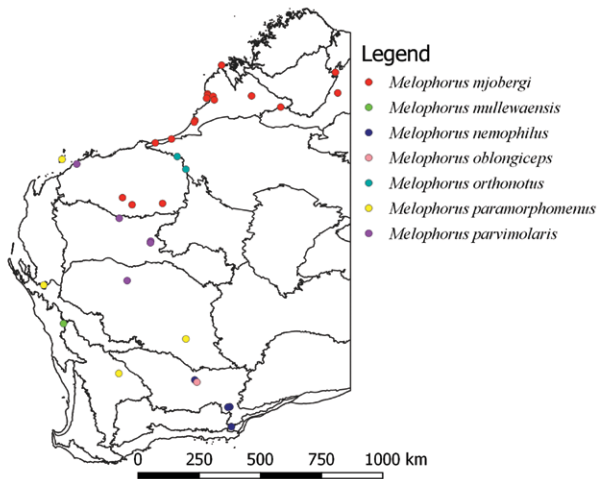 Legend
Melophorus mjobergi
Melophorus mullewaensis
Melophorus nemophilus
Melophorus oblongiceps
Melophorus orthonotus
Melophorus paramorphomenus
Melophorus parvimolaris
0 250 500 750 1000 km